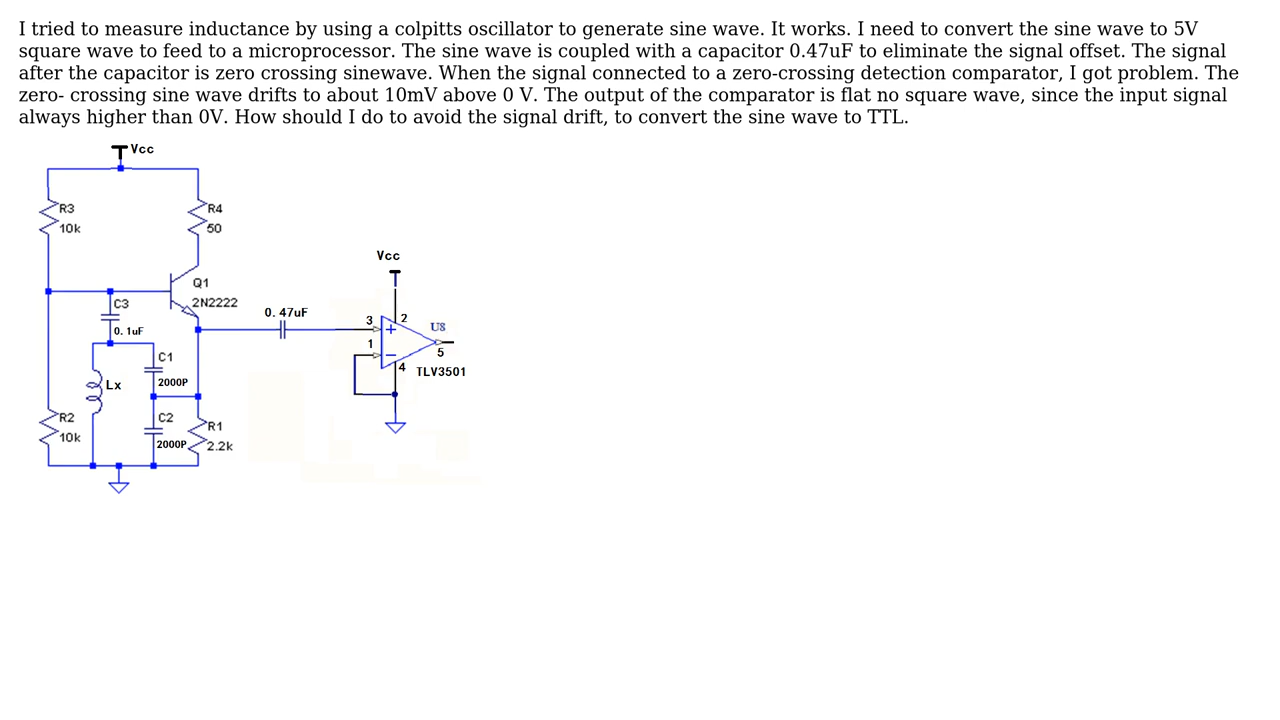 I tried to measure inductance by using a colpitts oscillator to generate sine wave. It works. I need to convert the sine wave to 5V
square wave to feed to a microprocessor. The sine wave is coupled with a capacitor 0.47uF to eliminate the signal offset. The signal
after the capacitor is zero crossing sinewave. When the signal connected to a zero-crossing detection comparator, I got problem. The
zero- crossing sine wave drifts to about 10mV above 0 V. The output of the comparator is flat no square wave, since the input signal
always higher than 0V. How should I do to avoid the signal drift, to convert the sine wave to TTL.
Vcc
R3
10k
R4
50
Vcc
Q1
2N2222
C3
0.1uF
0.47uF
3
2
U8
1
5
4
TLV3501
C1
2000P
Lx
C2
2000P
R2
10k
R1
2.2k